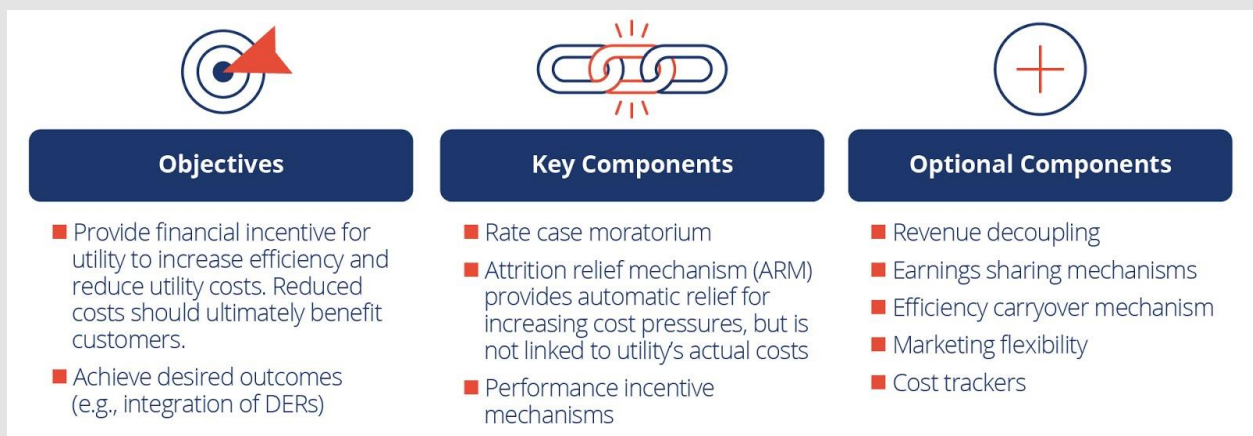 Objectives
Provide financial incentive for
utility to increase efficiency and
reduce utility costs. Reduced
costs should ultimately benefit
customers.
Achieve desired outcomes
(e.g., integration of DERs)
Key Components
Rate case moratorium
Attrition relief mechanism (ARM)
provides automatic relief for
increasing cost pressures, but is
not linked to utility's actual costs
Performance incentive
mechanisms
Optional Components
Revenue decoupling
Earnings sharing mechanisms
Efficiency carryover mechanism
Marketing flexibility
Cost trackers